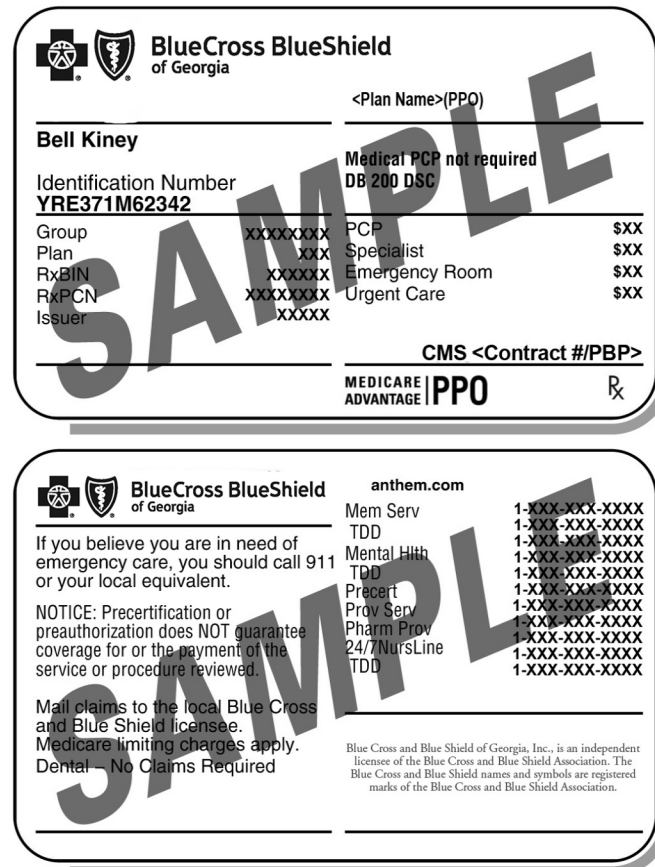 BlueCross BlueShield
of Georgia
<Plan Name>(PPO)
Bell Kiney
Identification Number
YRE371M62342
Medical PCP not required
DB 200 DSC
Group XXXXXXXX
Plan XXX
RxBIN XXXXXX
RxPCN XXXXXXXX
Issuer XXXXX
PCP $XX
Specialist $XX
Emergency Room $XX
Urgent Care $XX
CMS <Contract #/PBP>
MEDICARE
ADVANTAGE PPO
Rx
SAMPLE
BlueCross BlueShield
of Georgia
If you believe you are in need of
emergency care, you should call 911
or your local equivalent.
NOTICE: Precertification or
preauthorization does NOT guarantee
coverage for or the payment of the
service or procedure reviewed.
Mail claims to the local Blue Cross
and Blue Shield licensee.
Medicare limiting charges apply.
Dental – No Claims Required
anthem.com
Mem Serv 1-XXX-XXX-XXXX
TDD 1-XXX-XXX-XXXX
1-XXX-XXX-XXXX
Mental Hlth 1-XXX-XXX-XXXX
TDD 1-XXX-XXX-XXXX
Precert 1-XXX-XXX-XXXX
Prov Serv 1-XXX-XXX-XXXX
Pharm Prov 1-XXX-XXX-XXXX
24/7NursLine 1-XXX-XXX-XXXX
TDD 1-XXX-XXX-XXXX
1-XXX-XXX-XXXX
Blue Cross and Blue Shield of Georgia, Inc., is an independent
licensee of the Blue Cross and Blue Shield Association. The
Blue Cross and Blue Shield names and symbols are registered
marks of the Blue Cross and Blue Shield Association.
SAMPLE